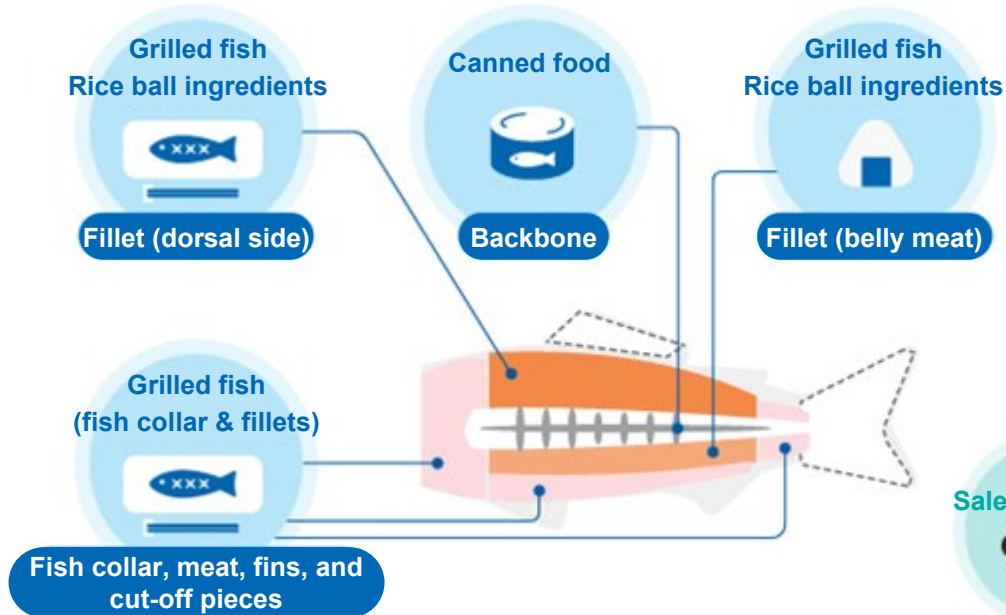 Grilled fish
Rice ball ingredients
Fillet (dorsal side)
Canned food
Backbone
Grilled fish
Rice ball ingredients
Fillet (belly meat)
Grilled fish
(fish collar & fillets)
Fish collar, meat, fins, and
cut-off pieces
Sale